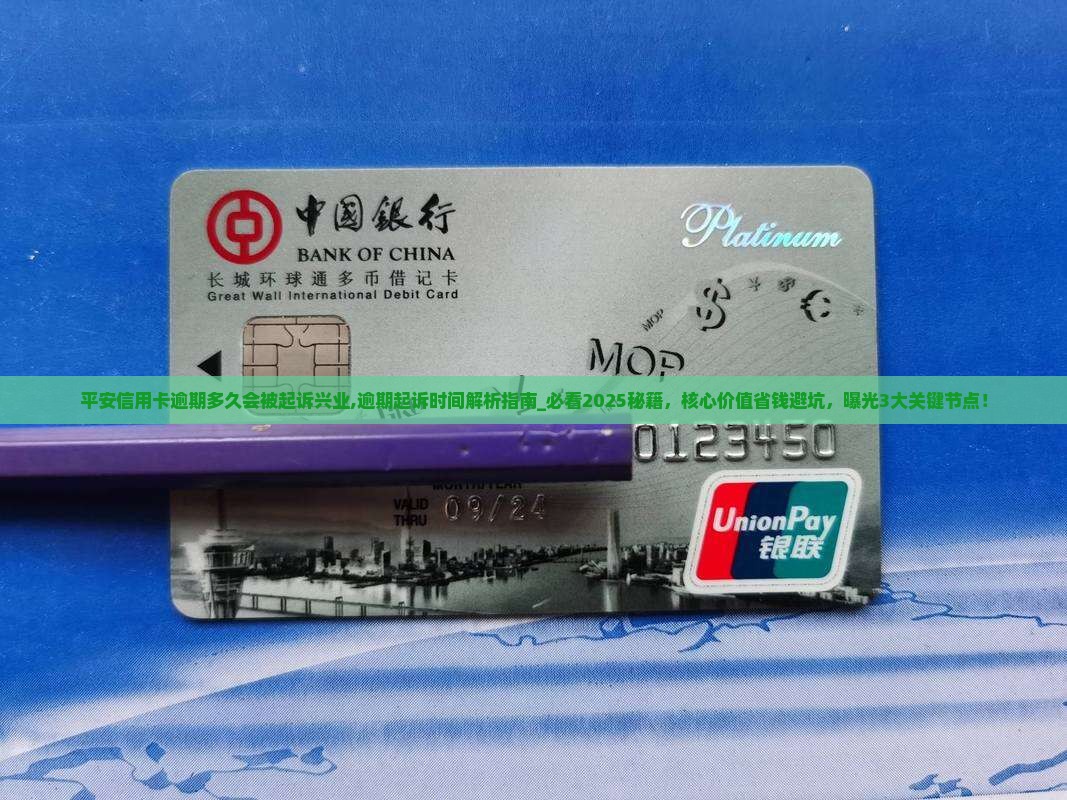 中國銀行
BANK OF CHINA
长城环球通多币借记卡
Great Wall International Debit Card
Platinum
$ ¥ €
MOP
MOP
平安信用卡逾期多久会被起诉兴业,逾期起诉时间解析指南_必看2025秘籍，核心价值省钱避坑，曝光3大关键节点！
0123450
MONTH/YEAR
VALID
THRU
09/24
UnionPay
银联